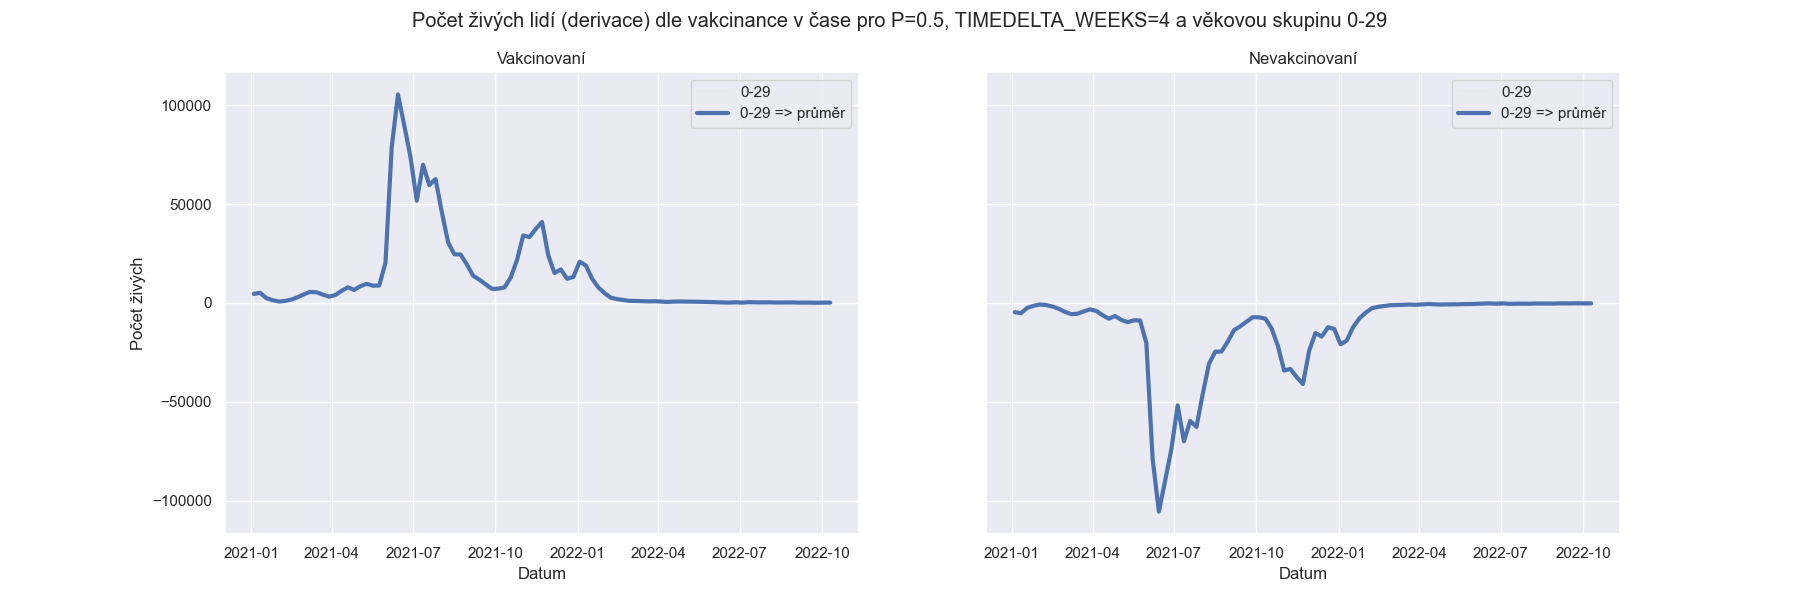 Počet živých lidí (derivace) dle vakcinance v čase pro P=0.5, TIMEDELTA_WEEKS=4 a věkovou skupinu 0-29
Vakcinovaní
0-29
0-29 => průměr
100000
50000
0
−50000
−100000
Počet živých
2021-01 2021-04 2021-07 2021-10 2022-01 2022-04 2022-07 2022-10
Datum
Nevakcinovaní
0-29
0-29 => průměr
2021-01 2021-04 2021-07 2021-10 2022-01 2022-04 2022-07 2022-10
Datum